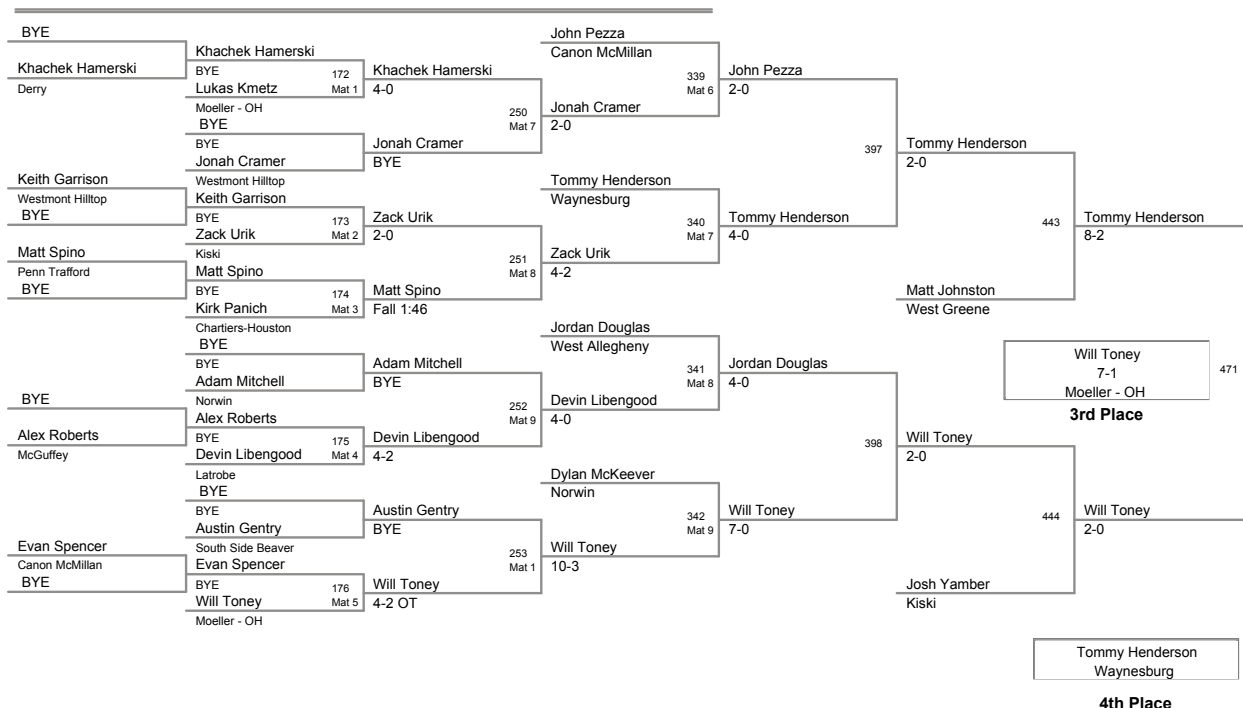 BYE
Khachek Hamerski
Derry
Keith Garrison
Westmont Hilltop
BYE
Matt Spino
Penn Trafford
BYE
BYE
Alex Roberts
McGuffey
Evan Spencer
Canon McMillan
BYE
Khachek Hamerski
BYE
172
Lukas Kmetz
Mat 1
Moeller - OH
BYE
BYE
Jonah Cramer
Westmont Hilltop
Keith Garrison
BYE
173
Zack Urik
Mat 2
Kiski
Matt Spino
BYE
174
Kirk Panich
Mat 3
Chartiers-Houston
BYE
BYE
Adam Mitchell
Norwin
Alex Roberts
BYE
175
Devin Libengood
Mat 4
Latrobe
BYE
BYE
Austin Gentry
South Side Beaver
Evan Spencer
BYE
176
Will Toney
Mat 5
Moeller - OH
Khachek Hamerski
4-0
250
Mat 7
Jonah Cramer
BYE
Zack Urik
2-0
251
Mat 8
Matt Spino
Fall 1:46
Adam Mitchell
BYE
252
Mat 9
Devin Libengood
4-2
Austin Gentry
BYE
253
Mat 1
Will Toney
4-2 OT
John Pezza
Canon McMillan
339
Mat 6
Jonah Cramer
2-0
Tommy Henderson
Waynesburg
340
Mat 7
Zack Urik
4-2
Jordan Douglas
West Allegheny
341
Mat 8
Devin Libengood
4-0
Dylan McKeever
Norwin
342
Mat 9
Will Toney
10-3
John Pezza
2-0
397
Tommy Henderson
4-0
Jordan Douglas
4-0
398
Will Toney
7-0
Tommy Henderson
2-0
443
Matt Johnston
West Greene
Will Toney
2-0
444
Josh Yamber
Kiski
Tommy Henderson
8-2
Will Toney
7-1
Moeller - OH
471
3rd Place
Will Toney
2-0
Tommy Henderson
Waynesburg
4th Place